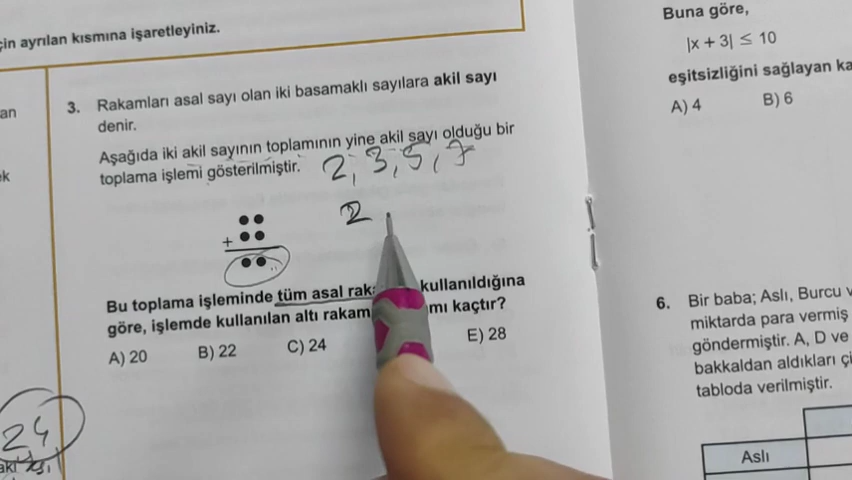 çin ayrılan kısmına işaretleyiniz.
an
ek
3. Rakamları asal sayı olan iki basamaklı sayılara akil sayı
denir.
Aşağıda iki akil sayının toplamının yine akil sayı olduğu bir
toplama işlemi gösterilmiştir.
2, 3, 5, 7
2
+
Bu toplama işleminde tüm asal kullanıldığına
göre, işlemde kullanılan altı rakam kaçtır?
A) 20 B) 22 C) 24 E) 28
24
Buna göre,
|x + 3| ≤ 10
eşitsizliğini sağlayan
A) 4 B) 6
6. Bir baba; Aslı, Burcu v
miktarda para vermiş
göndermiştir. A, D ve
bakkaldan aldıkları çi
tabloda verilmiştir.
Aslı